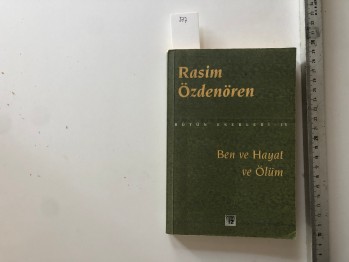 Rasim
Özdenören
BÜTÜN ESERLERİ
Ben ve Hayat
ve Ölüm